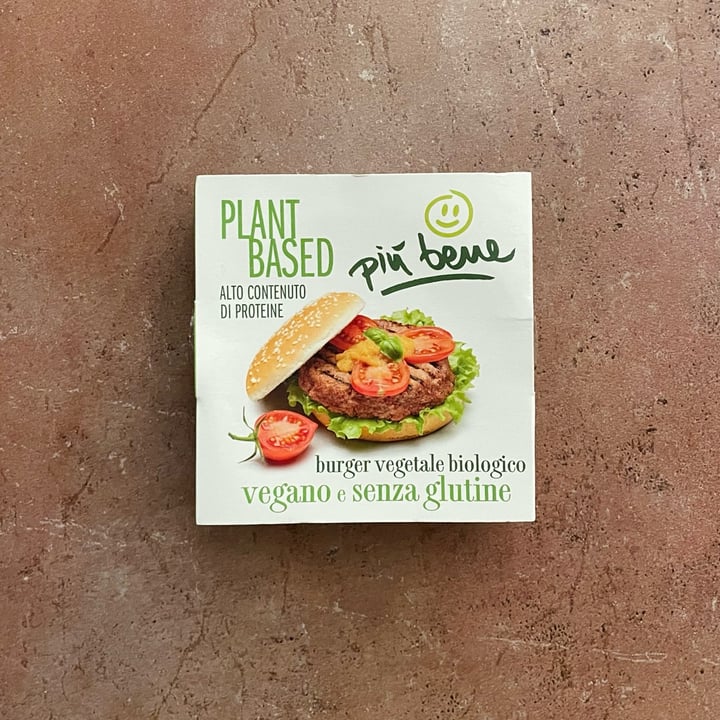 PLANT
BASED
ALTO CONTENUTO
DI PROTEINE
più bene
burger vegetale biologico
vegano e senza glutine